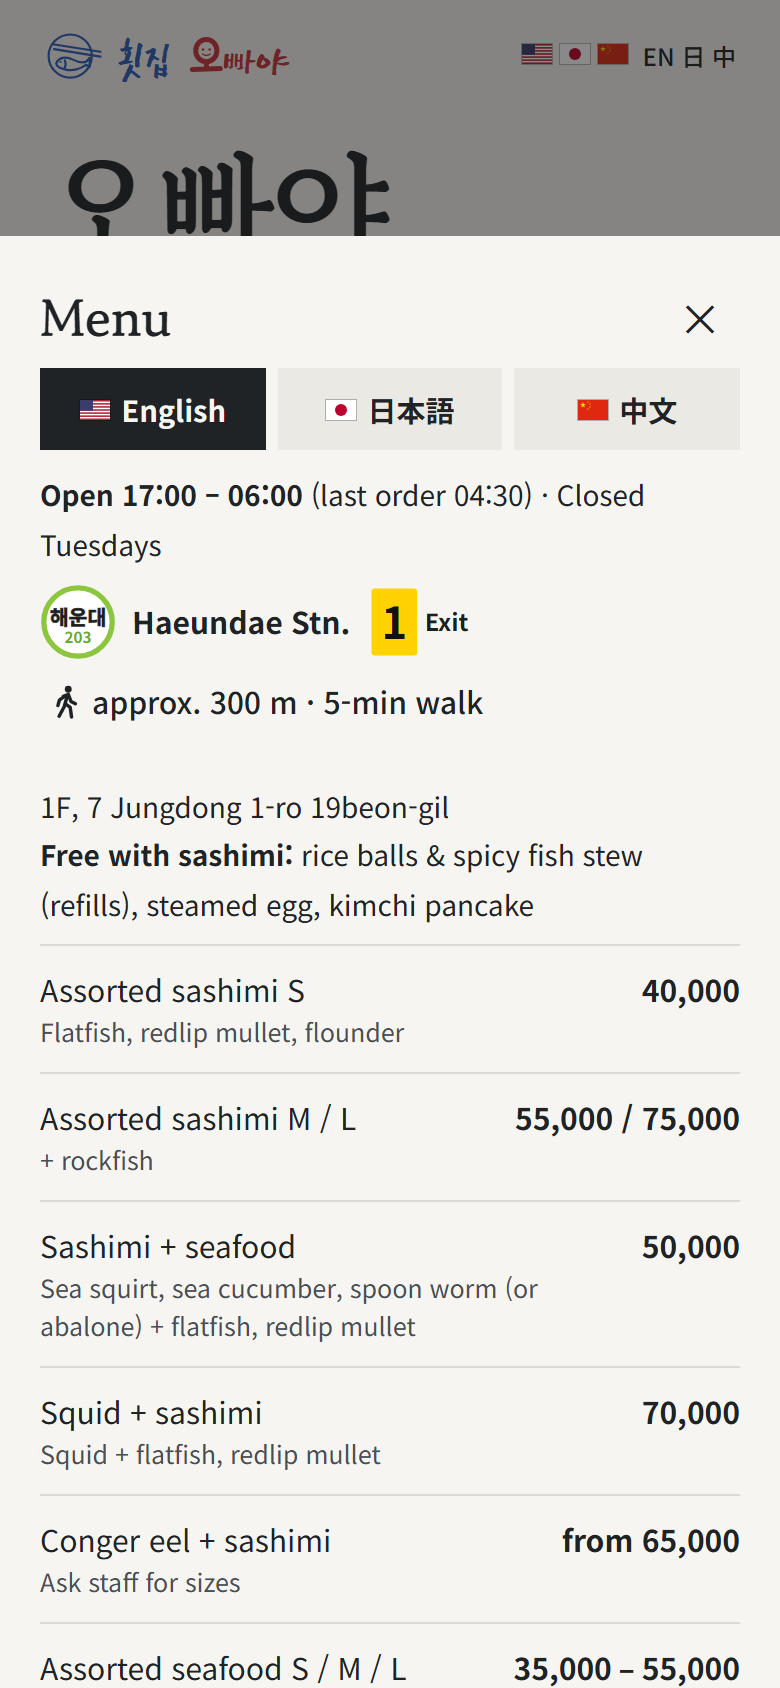 횟집 오빠야
EN 日 中
오빠야
Menu
English
日本語
中文
Open 17:00 – 06:00 (last order 04:30) · Closed
Tuesdays
해운대
203
Haeundae Stn.
1 Exit
approx. 300 m · 5-min walk
1F, 7 Jungdong 1-ro 19beon-gil
Free with sashimi: rice balls & spicy fish stew
(refills), steamed egg, kimchi pancake
Assorted sashimi S 40,000
Flatfish, redlip mullet, flounder
Assorted sashimi M / L 55,000 / 75,000
+ rockfish
Sashimi + seafood 50,000
Sea squirt, sea cucumber, spoon worm (or
abalone) + flatfish, redlip mullet
Squid + sashimi 70,000
Squid + flatfish, redlip mullet
Conger eel + sashimi from 65,000
Ask staff for sizes
Assorted seafood S / M / L 35,000 – 55,000